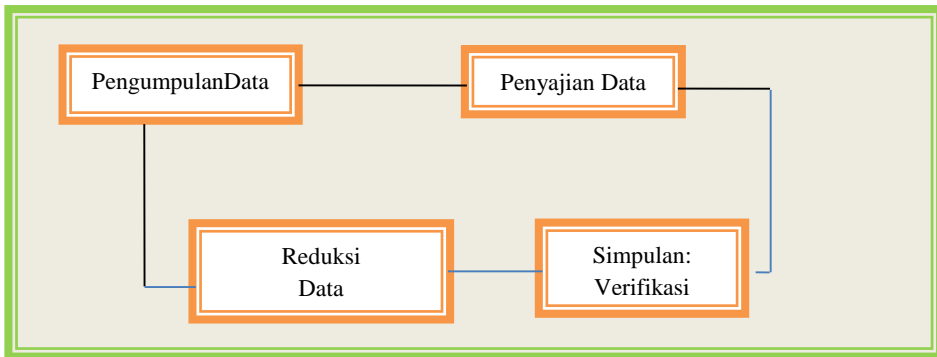 PengumpulanData
Penyajian Data
Reduksi
Data
Simpulan:
Verifikasi